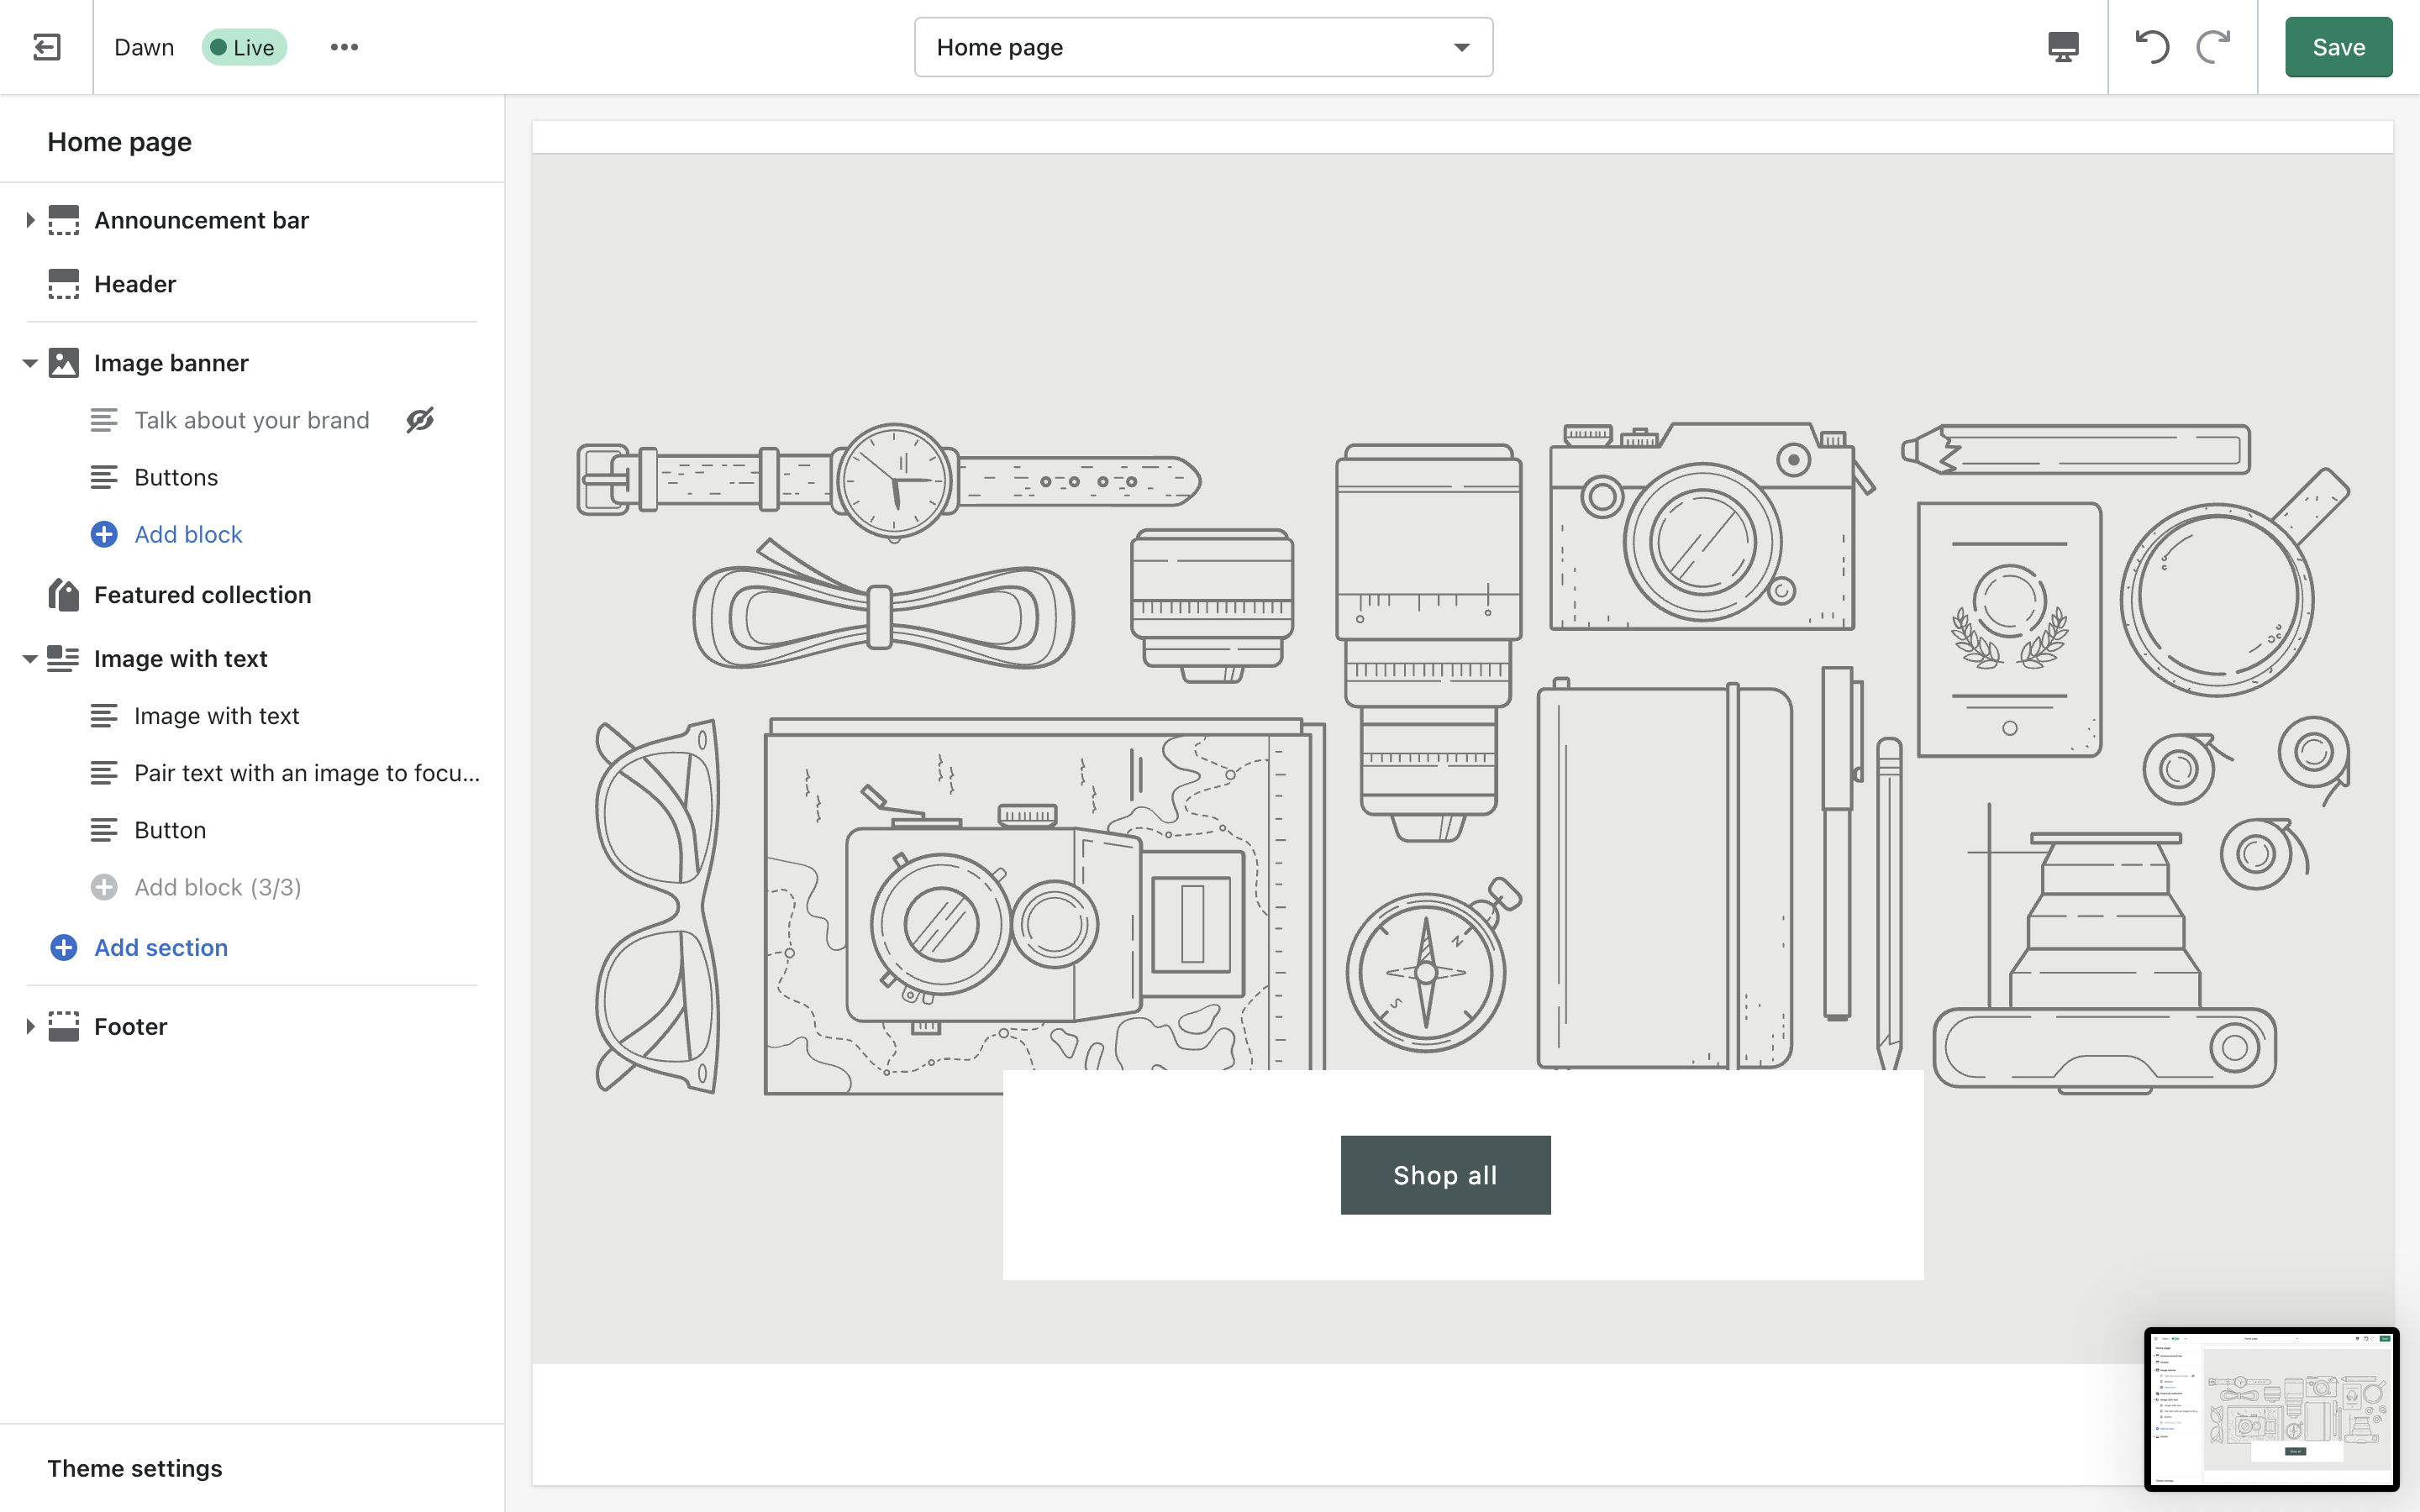 Dawn Live Home page Save
Home page
Announcement bar
Header
Image banner
Talk about your brand
Buttons
Add block
Featured collection
Image with text
Image with text
Pair text with an image to focu...
Button
Add block (3/3)
Add section
Footer
Theme settings
N
S
Shop all